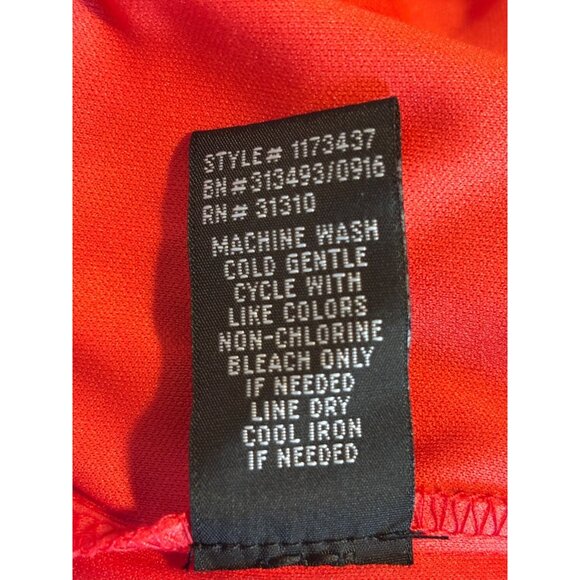 STYLE# 1173437
BN#313493/0916
RN# 31310
MACHINE WASH
COLD GENTLE
CYCLE WITH
LIKE COLORS
NON-CHLORINE
BLEACH ONLY
IF NEEDED
LINE DRY
COOL IRON
IF NEEDED